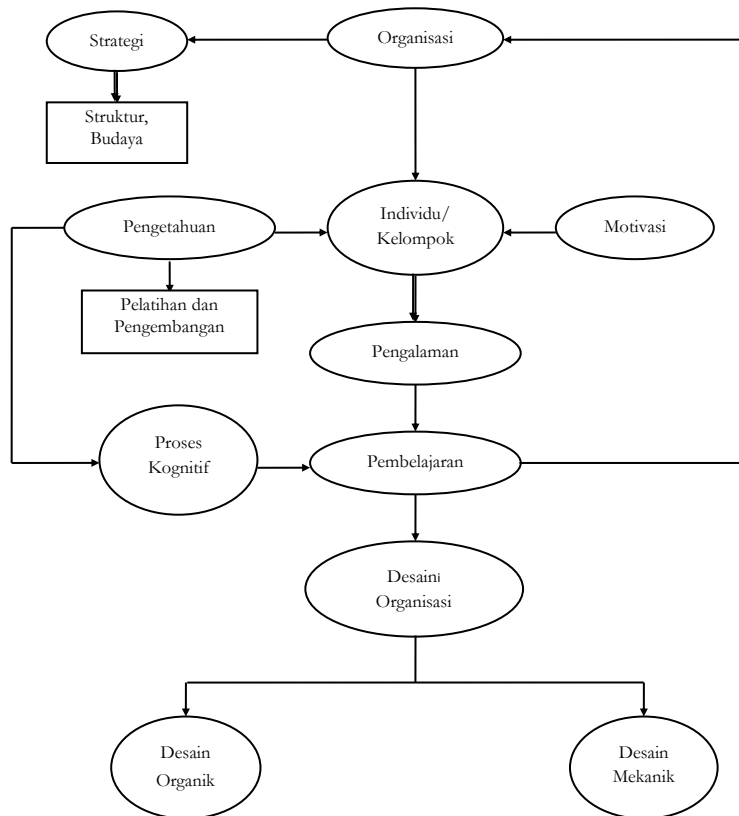 Strategi
Organisasi
Struktur,
Budaya
Pengetahuan
Individu/
Kelompok
Motivasi
Pelatihan dan
Pengembangan
Pengalaman
Proses
Kognitif
Pembelajaran
Desain
Organisasi
Desain
Organik
Desain
Mekanik